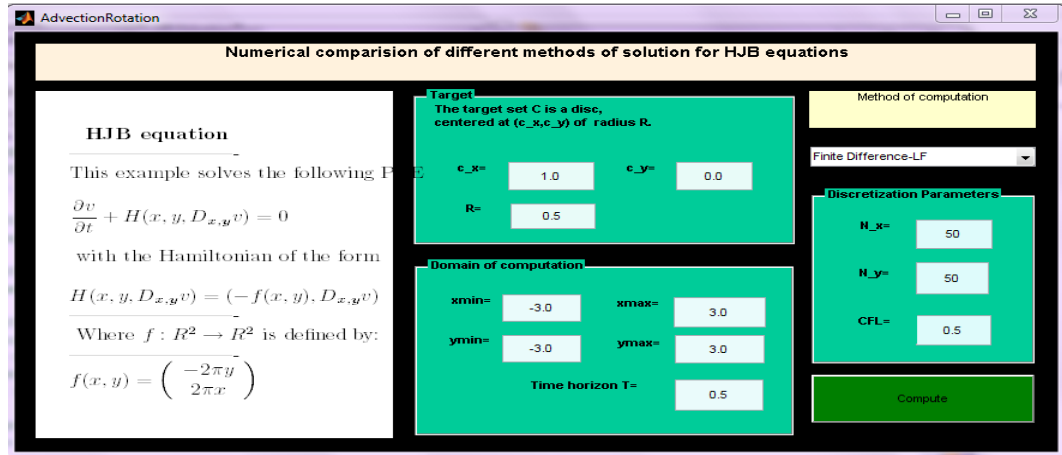 AdvectionRotation
Numerical comparision of different methods of solution for HJB equations
HJB equation
This example solves the following P E
∂v/∂t + H(x, y, D_{x,y}v) = 0
with the Hamiltonian of the form
H(x, y, D_{x,y}v) = (−f(x, y), D_{x,y}v)
Where f : R² → R² is defined by:
f(x, y) = ( −2πy
2πx )
Target
The target set C is a disc,
centered at (c_x,c_y) of radius R.
c_x= 1.0 c_y= 0.0
R= 0.5
Domain of computation
xmin= -3.0 xmax= 3.0
ymin= -3.0 ymax= 3.0
Time horizon T= 0.5
Method of computation
Finite Difference-LF
Discretization Parameters
N_x= 50
N_y= 50
CFL= 0.5
Compute